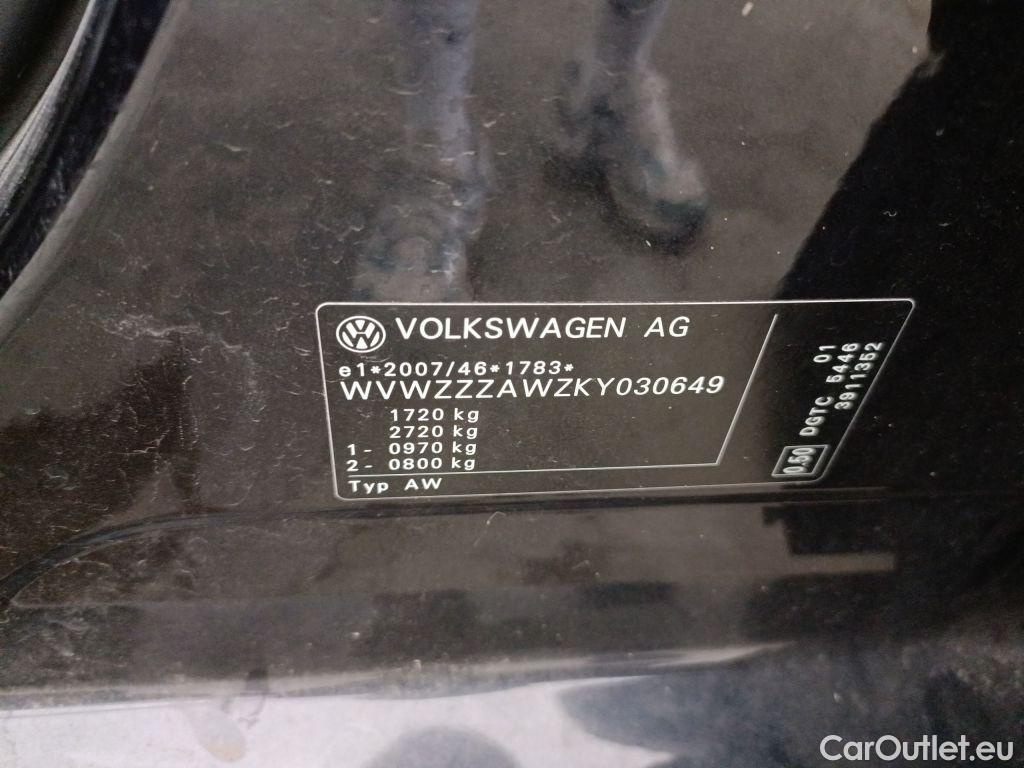 VOLKSWAGEN AG
e1*2007/46*1783*
WVWZZZAWZKY030649
1720 kg
2720 kg
1- 0970 kg
2- 0800 kg
Typ AW
01
DGTC 5446
3911352
0.50
CarOutlet.eu